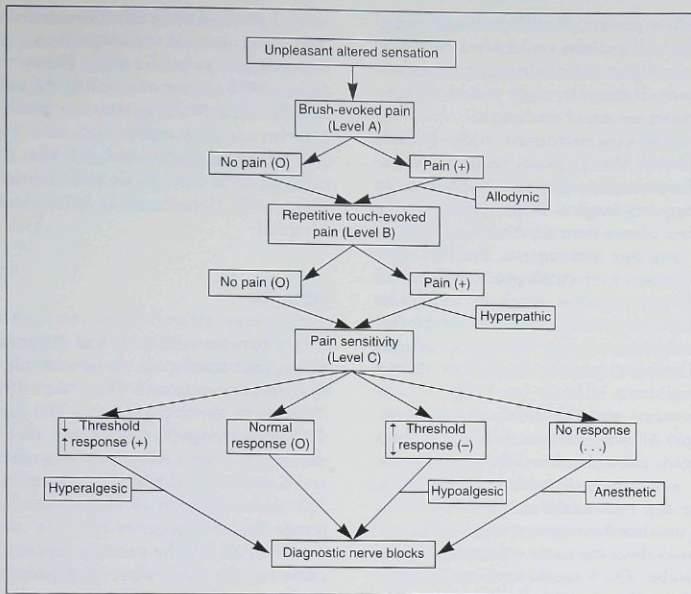 Unpleasant altered sensation
Brush-evoked pain
(Level A)
No pain (O)
Pain (+)
Allodynic
Repetitive touch-evoked
pain (Level B)
No pain (O)
Pain (+)
Hyperpathic
Pain sensitivity
(Level C)
↓ Threshold
↑ response (+)
Normal
response (O)
↑ Threshold
↓ response (–)
No response
(. . .)
Hyperalgesic
Hypoalgesic
Anesthetic
Diagnostic nerve blocks